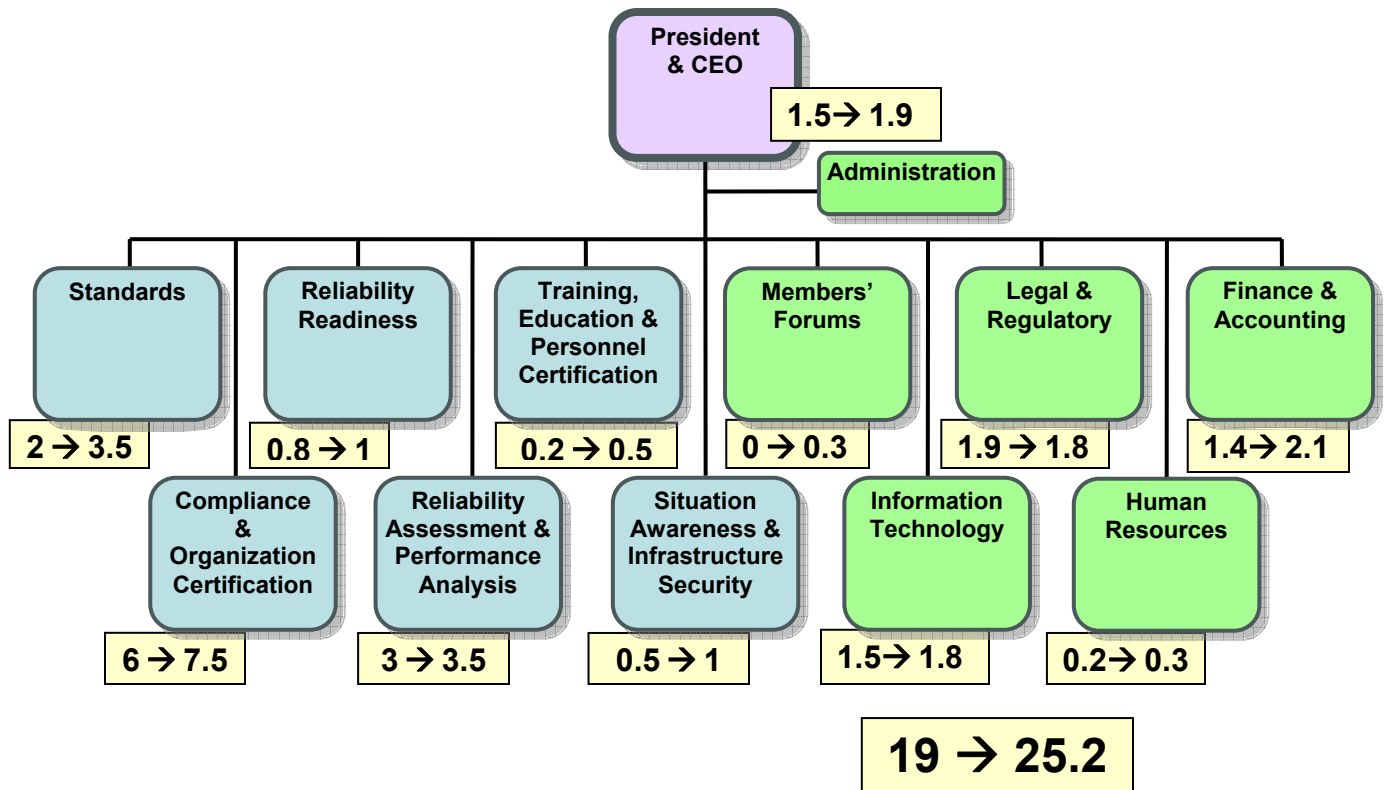 President
& CEO
1.5→ 1.9
Administration
Standards
2 → 3.5
Reliability
Readiness
0.8 → 1
Training,
Education &
Personnel
Certification
0.2 → 0.5
Members’
Forums
0 → 0.3
Legal &
Regulatory
1.9 → 1.8
Finance &
Accounting
1.4→ 2.1
Compliance
&
Organization
Certification
6 → 7.5
Reliability
Assessment &
Performance
Analysis
3 → 3.5
Situation
Awareness &
Infrastructure
Security
0.5 → 1
Information
Technology
1.5→ 1.8
Human
Resources
0.2→ 0.3
19 → 25.2